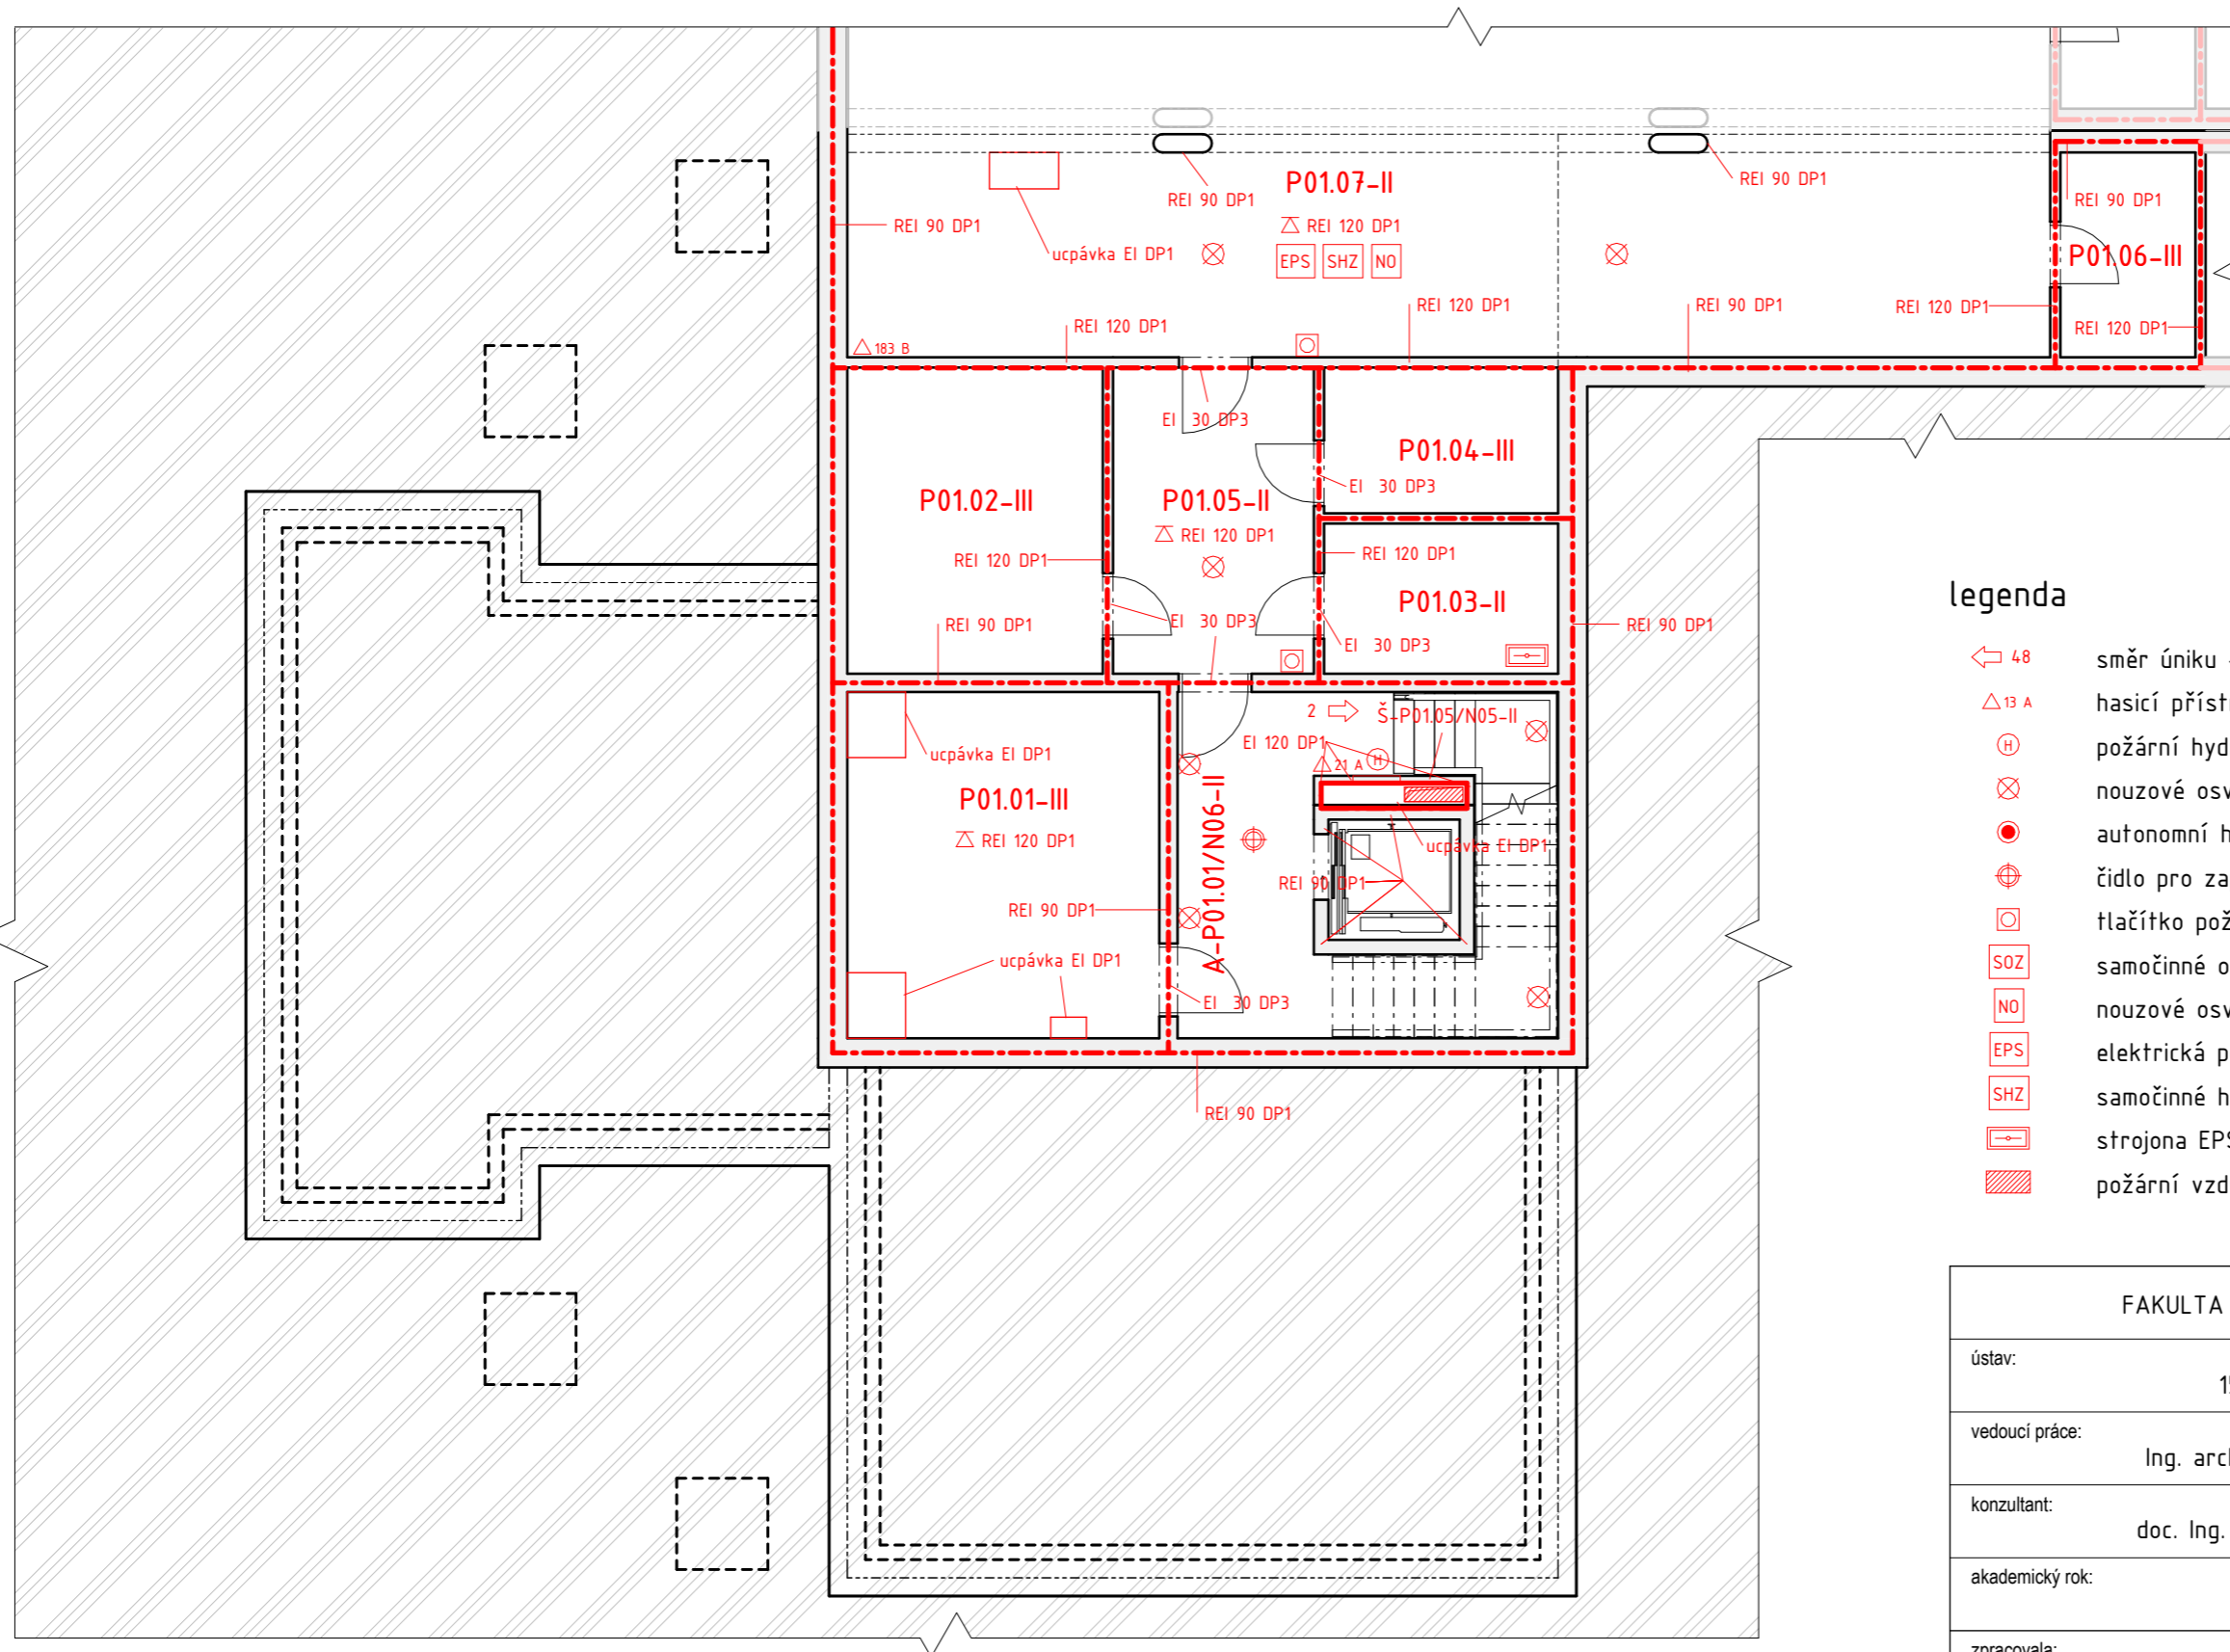 P01.07-II
REI 120 DP1
EPS SHZ NO
REI 90 DP1
REI 90 DP1
REI 90 DP1
ucpávka EI DP1
REI 90 DP1
P01.06-III
REI 120 DP1
REI 120 DP1
REI 120 DP1
REI 120 DP1
REI 90 DP1
183 B
EI 30 DP3
P01.02-III
P01.05-II
REI 120 DP1
P01.04-III
EI 30 DP3
REI 120 DP1
REI 120 DP1
P01.03-II
REI 90 DP1
EI 30 DP3
EI 30 DP3
REI 90 DP1
2
Š-P01.05/N05-II
EI 120 DP1
21 A
H
ucpávka EI DP1
P01.01-III
REI 120 DP1
A-P01.01/N06-II
ucpávka EI DP1
REI 90 DP1
REI 90 DP1
ucpávka EI DP1
EI 30 DP3
REI 90 DP1
legenda
48 směr úniku
13 A hasicí příst
H požární hyd
nouzové osv
autonomní h
čidlo pro za
tlačítko pož
SOZ samočinné o
NO nouzové osv
EPS elektrická p
SHZ samočinné h
strojona EPS
požární vzd
FAKULTA
ústav:
vedoucí práce:
Ing. arc
konzultant:
doc. Ing.
akademický rok:
zpracovala: